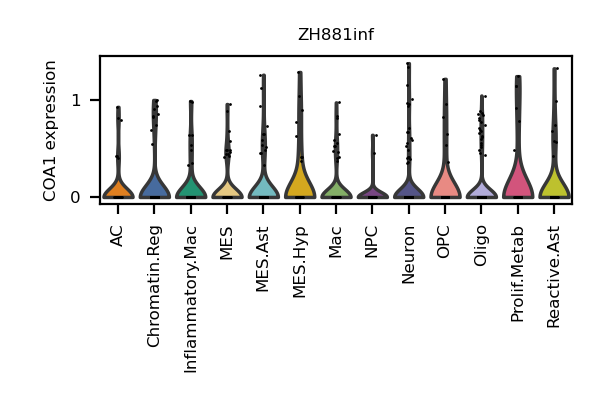 ZH881inf
COA1 expression
1
0
AC
Chromatin.Reg
Inflammatory.Mac
MES
MES.Ast
MES.Hyp
Mac
NPC
Neuron
OPC
Oligo
Prolif.Metab
Reactive.Ast